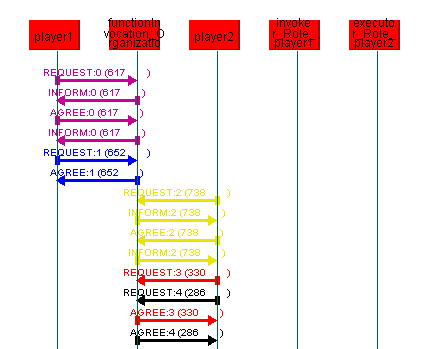 player1
functionIn
vocation_O
rganizatio
player2
invoke
r_Role_
player1
executo
r_Role_
player2
REQUEST:0 (617 )
INFORM:0 (617 )
AGREE:0 (617 )
INFORM:0 (617 )
REQUEST:1 (652 )
AGREE:1 (652 )
REQUEST:2 (738 )
INFORM:2 (738 )
AGREE:2 (738 )
INFORM:2 (738 )
REQUEST:3 (330 )
REQUEST:4 (286 )
AGREE:3 (330 )
AGREE:4 (286 )